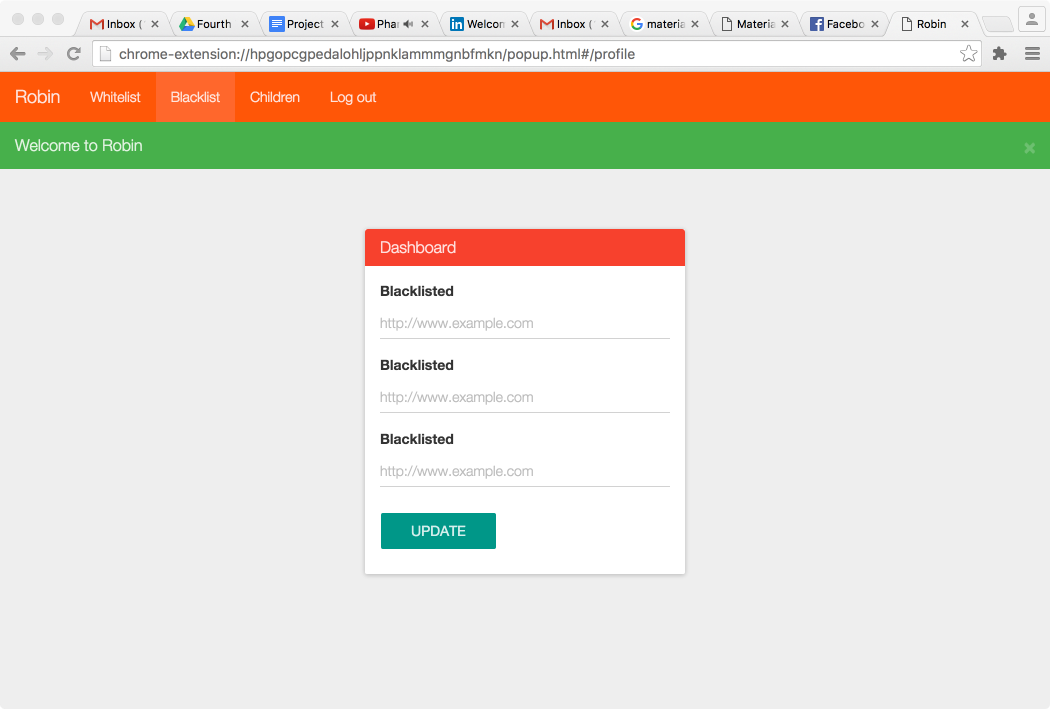 Inbox ( Fourth Project Phar Welcon Inbox ( materia Materia Facebo Robin
chrome-extension://hpgopcgpedalohljppnklammmgnbfmkn/popup.html#/profile
Robin Whitelist Blacklist Children Log out
Welcome to Robin
Dashboard
Blacklisted
http://www.example.com
Blacklisted
http://www.example.com
Blacklisted
http://www.example.com
UPDATE